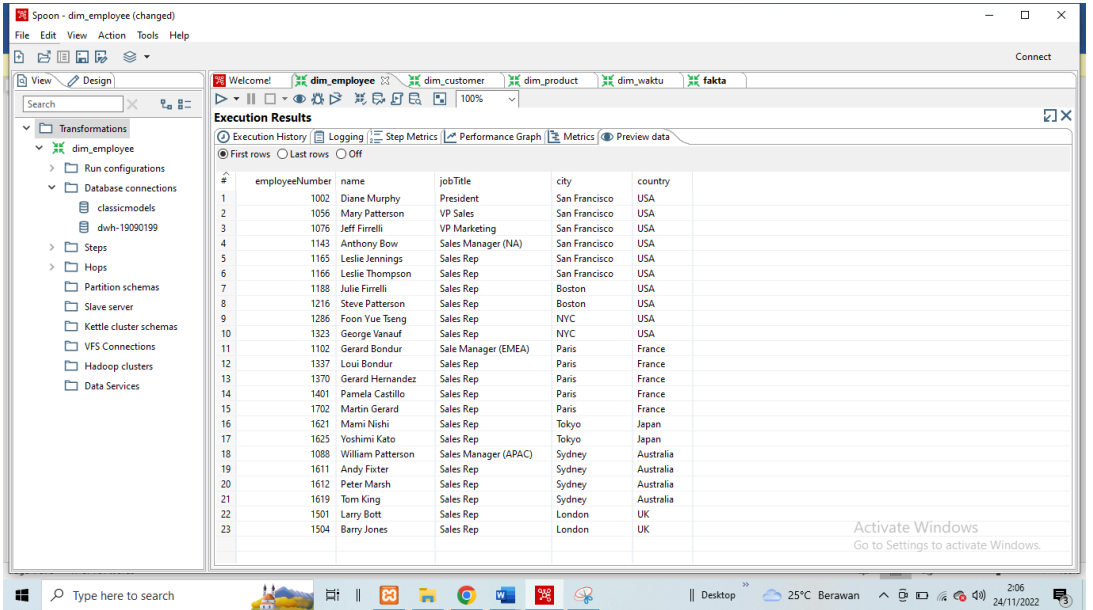 Spoon - dim_employee (changed)
File Edit View Action Tools Help
Connect
View Design
Welcome! dim_employee dim_customer dim_product dim_waktu fakta
Search
100%
Execution Results
Transformations
dim_employee
Run configurations
Database connections
classicmodels
dwh-19090199
Steps
Hops
Partition schemas
Slave server
Kettle cluster schemas
VFS Connections
Hadoop clusters
Data Services
Execution History Logging Step Metrics Performance Graph Metrics Preview data
First rows Last rows Off
# employeeNumber name jobTitle city country
1 1002 Diane Murphy President San Francisco USA
2 1056 Mary Patterson VP Sales San Francisco USA
3 1076 Jeff Firrelli VP Marketing San Francisco USA
4 1143 Anthony Bow Sales Manager (NA) San Francisco USA
5 1165 Leslie Jennings Sales Rep San Francisco USA
6 1166 Leslie Thompson Sales Rep San Francisco USA
7 1188 Julie Firrelli Sales Rep Boston USA
8 1216 Steve Patterson Sales Rep Boston USA
9 1286 Foon Yue Tseng Sales Rep NYC USA
10 1323 George Vanauf Sales Rep NYC USA
11 1102 Gerard Bondur Sale Manager (EMEA) Paris France
12 1337 Loui Bondur Sales Rep Paris France
13 1370 Gerard Hernandez Sales Rep Paris France
14 1401 Pamela Castillo Sales Rep Paris France
15 1702 Martin Gerard Sales Rep Paris France
16 1621 Mami Nishi Sales Rep Tokyo Japan
17 1625 Yoshimi Kato Sales Rep Tokyo Japan
18 1088 William Patterson Sales Manager (APAC) Sydney Australia
19 1611 Andy Fixter Sales Rep Sydney Australia
20 1612 Peter Marsh Sales Rep Sydney Australia
21 1619 Tom King Sales Rep Sydney Australia
22 1501 Larry Bott Sales Rep London UK
23 1504 Barry Jones Sales Rep London UK
Activate Windows
Go to Settings to activate Windows.
Type here to search
Desktop
25°C Berawan
2:06
24/11/2022
3